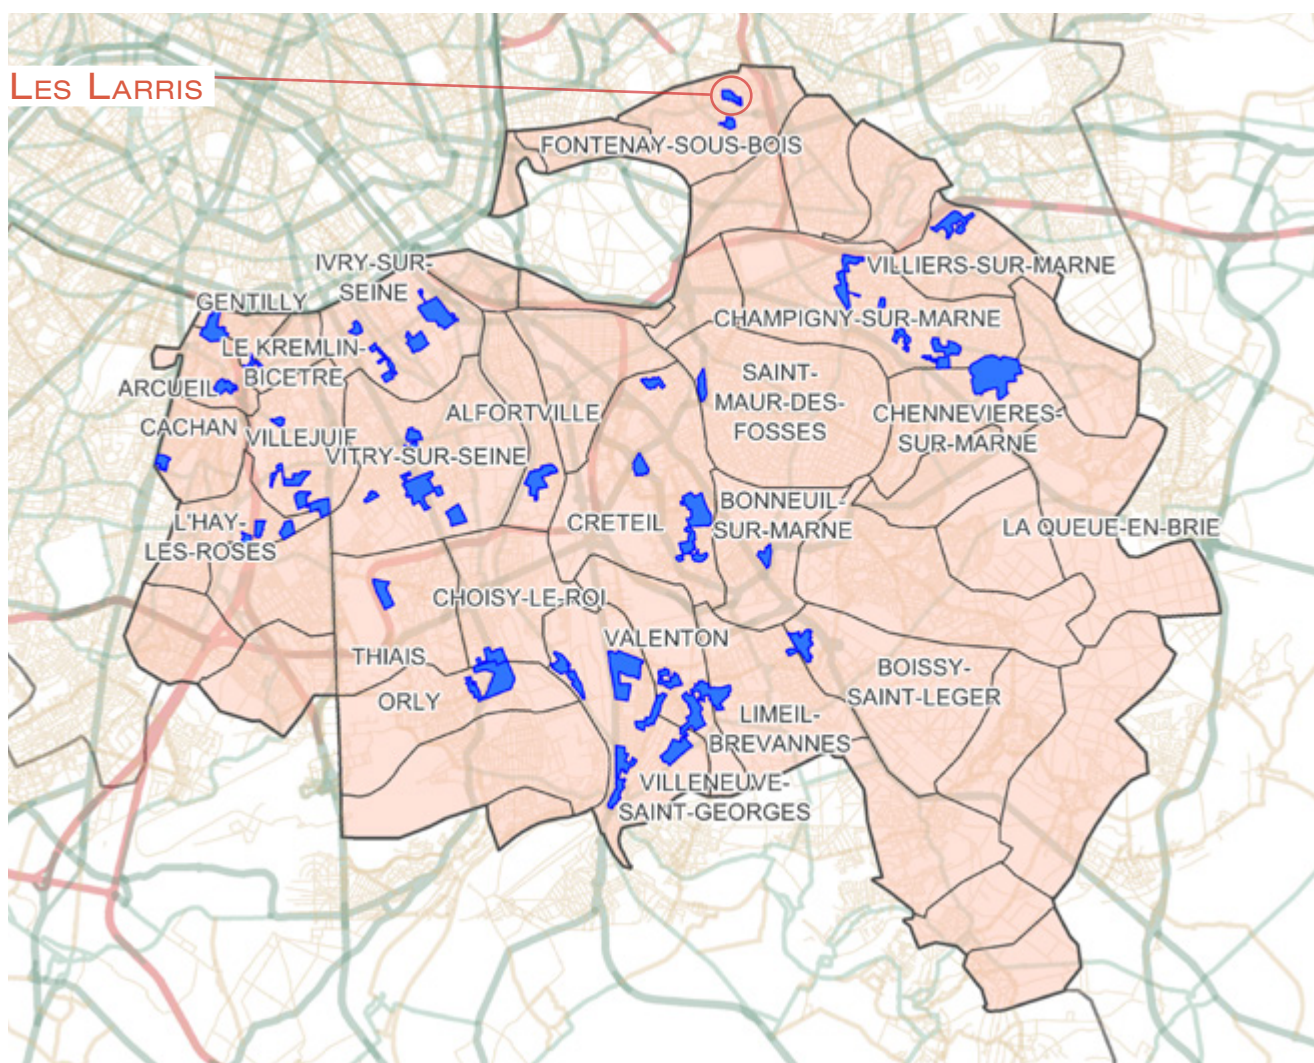 LES LARRIS
FONTENAY-SOUS-BOIS
IVRY-SUR-
SEINE
GENTILLY
VILLIERS-SUR-MARNE
CHAMPIGNY-SUR-MARNE
LE KREMLIN-
BICETRE
ARCUEIL
SAINT-
MAUR-DES-
FOSSES
CACHAN
VILLEJUIF
ALFORTVILLE
CHENNEVIERES-
SUR-MARNE
VITRY-SUR-SEINE
L'HAY-
LES-ROSES
CRETEIL
BONNEUIL-
SUR-MARNE
LA QUEUE-EN-BRIE
CHOISY-LE-ROI
VALENTON
THIAIS
ORLY
BOISSY-
SAINT-LEGER
LIMEIL-
BREVANNES
VILLENEUVE-
SAINT-GEORGES